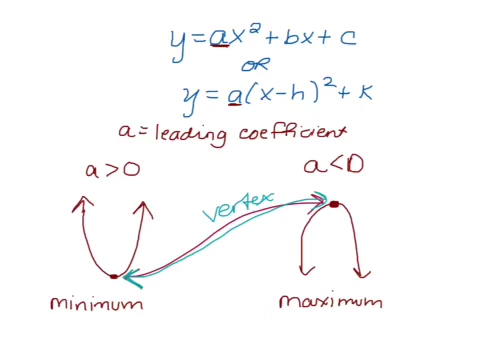 y = ax² + bx + c
OR
y = a(x-h)² + k
a = leading coefficient
a > 0
a < 0
vertex
minimum
maximum